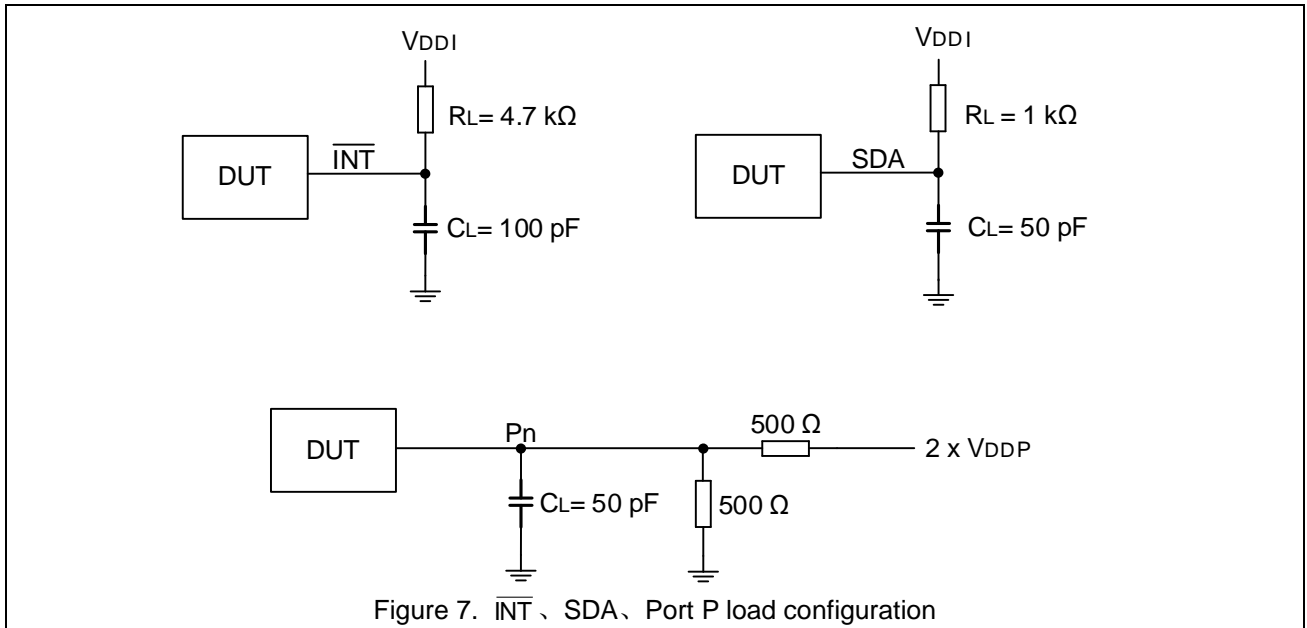 VDDI
RL= 4.7 kΩ
INT
DUT
CL= 100 pF
VDDI
RL = 1 kΩ
SDA
DUT
CL= 50 pF
DUT
Pn
500 Ω
2 x VDDP
CL= 50 pF
500 Ω
Figure 7. INT、SDA、Port P load configuration